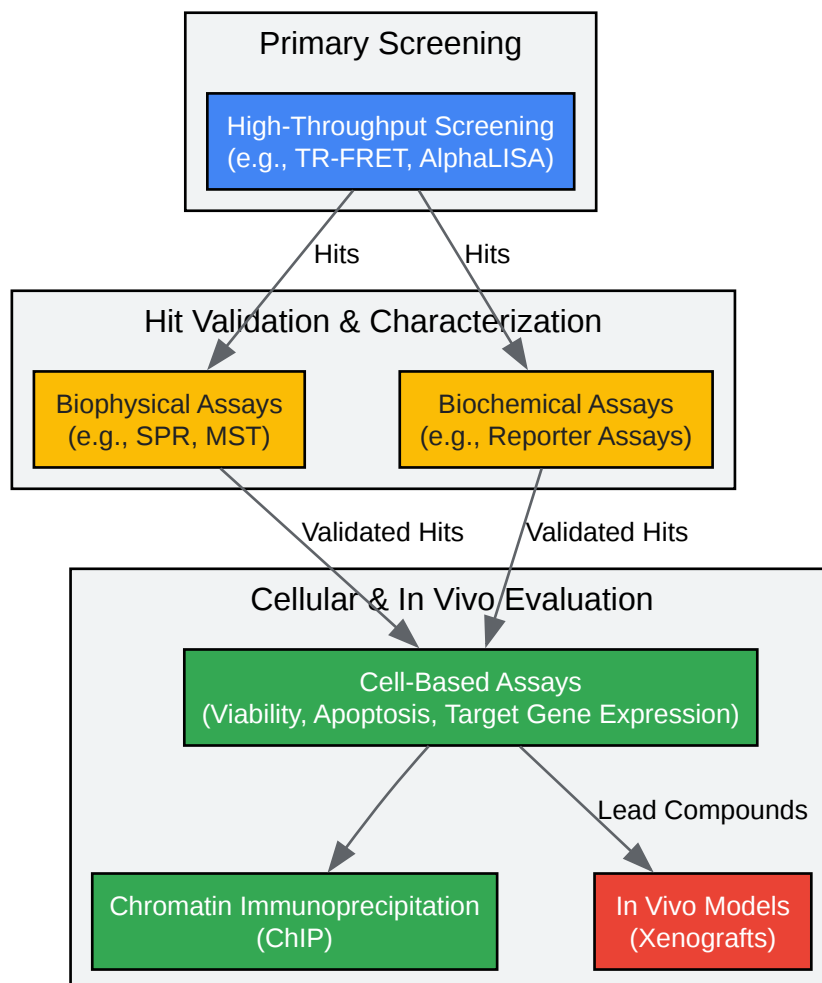 Primary Screening
High-Throughput Screening
(e.g., TR-FRET, AlphaLISA)
Hits
Hits
Hit Validation & Characterization
Biophysical Assays
(e.g., SPR, MST)
Biochemical Assays
(e.g., Reporter Assays)
Validated Hits
Validated Hits
Cellular & In Vivo Evaluation
Cell-Based Assays
(Viability, Apoptosis, Target Gene Expression)
Lead Compounds
Chromatin Immunoprecipitation
(ChIP)
In Vivo Models
(Xenografts)